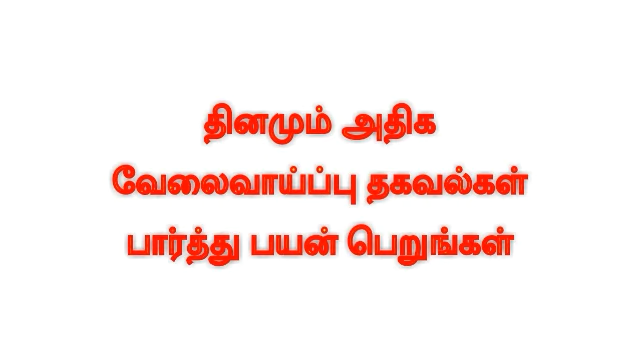 தினமும் அதிக
வேலைவாய்ப்பு தகவல்கள்
பார்த்து பயன் பெறுங்கள்